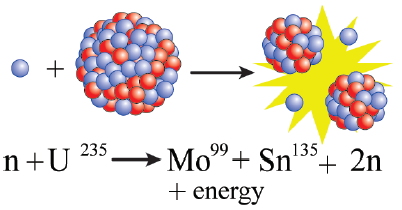 +
n + U ²³⁵ ⟶ Mo⁹⁹ + Sn¹³⁵ + 2n
+ energy